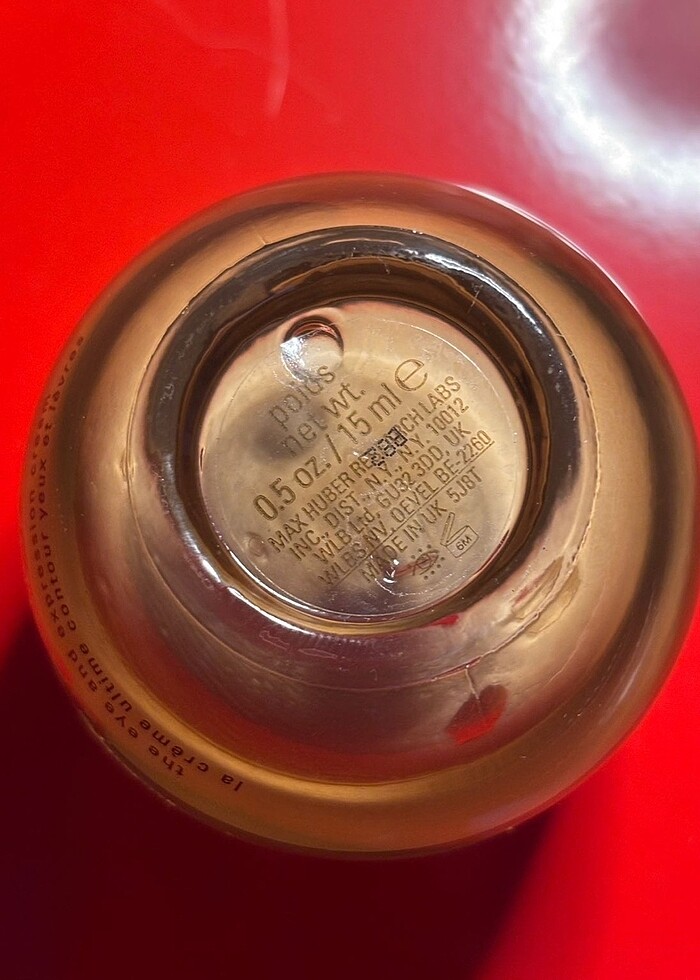 poids
net wt.
0.5 oz. / 15 ml ℮
MAX HUBER RESEARCH LABS
INC., DIST. N.Y., N.Y. 10012
WLB Ltd. GU32 3DD, UK
WLRS NV, OEVEL BE-2260
MADE IN UK 5JBT
6M
the eye and expression cream
la crème ultime contour yeux et lèvres